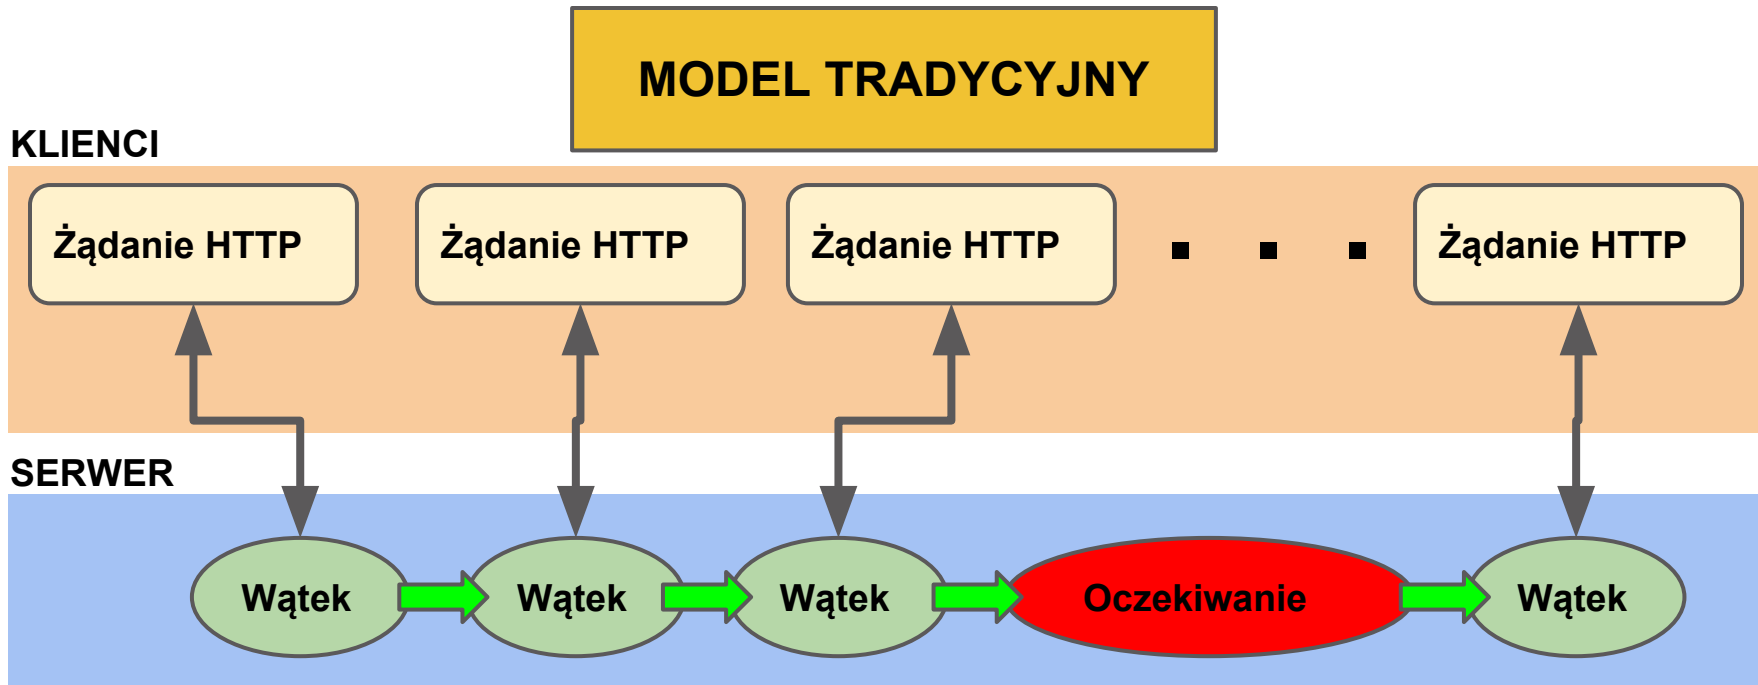 MODEL TRADYCYJNY
KLIENCI
Żądanie HTTP
Żądanie HTTP
Żądanie HTTP
. . .
Żądanie HTTP
SERWER
Wątek
Wątek
Wątek
Oczekiwanie
Wątek